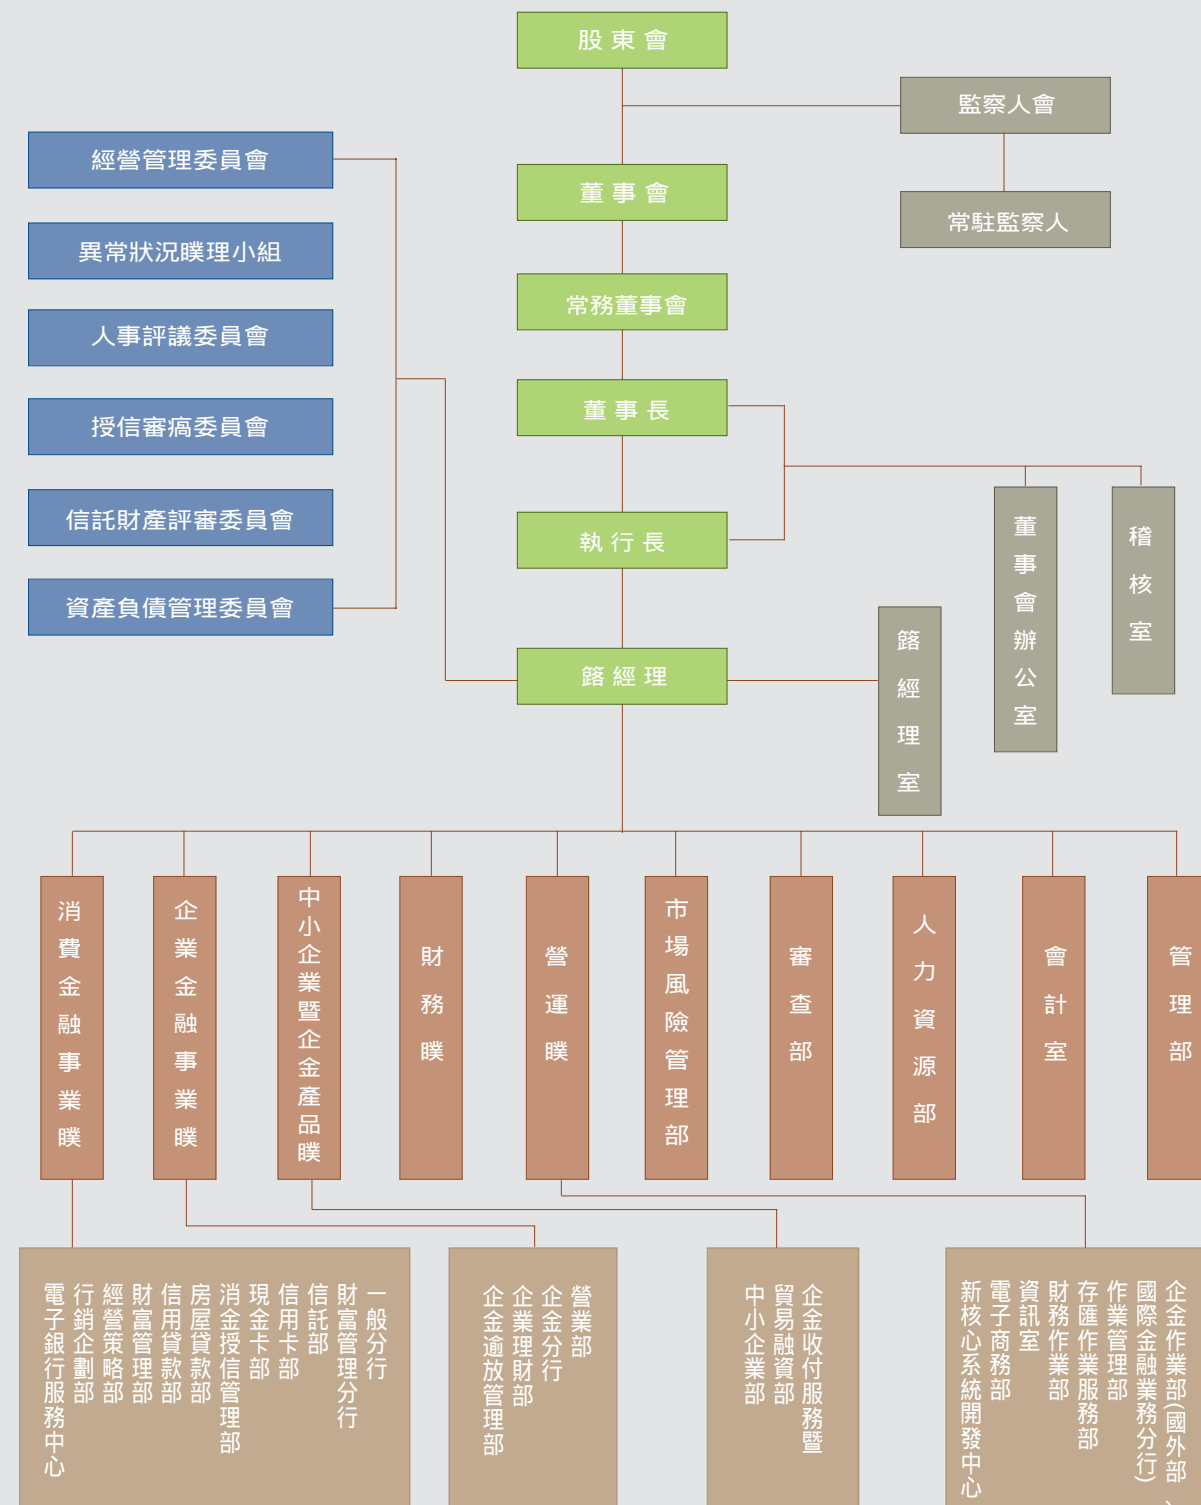 股東會
監察人會
經營管理委員會
董事會
常駐監察人
異常狀況瞨理小組
常務董事會
人事評議委員會
董事長
授信審瘑委員會
信託財產評審委員會
執行長
董事會辦公室
稽核室
資產負債管理委員會
簬經理
簬經理室
消費金融事業瞨
企業金融事業瞨
中小企業暨企金產品瞨
財務瞨
營運瞨
市場風險管理部
審查部
人力資源部
會計室
管理部
一般分行
財富管理分行
信託部
信用卡部
現金卡部
消金授信管理部
房屋貸款部
信用貸款部
財富管理部
經營策略部
行銷企劃部
電子銀行服務中心
營業部
企金分行
企業理財部
企金逾放管理部
企金收付服務暨
貿易融資部
中小企業部
企金作業部(國外部、
國際金融業務分行)
作業管理部
存匯作業服務部
財務作業部
資訊室
電子商務部
新核心系統開發中心